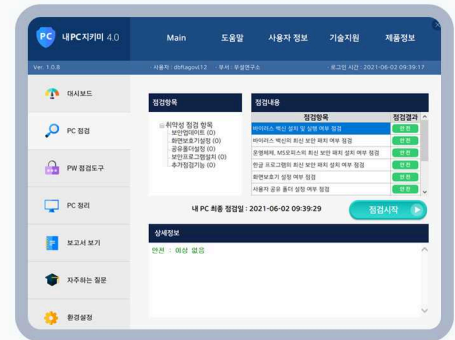 PC 내PC지키미 4.0
Main 도움말 사용자 정보 기술지원 제품정보
Ver. 1.0.8
· 사용자 : dbflagovl12 · 부서 : 부설연구소 · 로그인 시간 : 2021-06-02 09:39:17
대시보드
PC 점검
PW 점검도구
PC 정리
보고서 보기
자주하는 질문
환경설정
점검항목
취약성 점검 항목
보안업데이트 (0)
화면보호기설정 (0)
공유폴더설정 (0)
보안프로그램설치 (0)
추가점검기능 (0)
점검내용
점검항목 점검결과
바이러스 백신 설치 및 실행 여부 점검 안전
바이러스 백신의 최신 보안 패치 여부 점검 안전
운영체제, MS오피스의 최신 보안 패치 설치 여부 점검 안전
한글 프로그램의 최신 보안 패치 설치 여부 점검 안전
화면보호기 설정 여부 점검 안전
사용자 공유 폴더 설정 여부 점검 안전
내 PC 최종 점검일 : 2021-06-02 09:39:29
점검시작
상세정보
안전 : 이상 없음